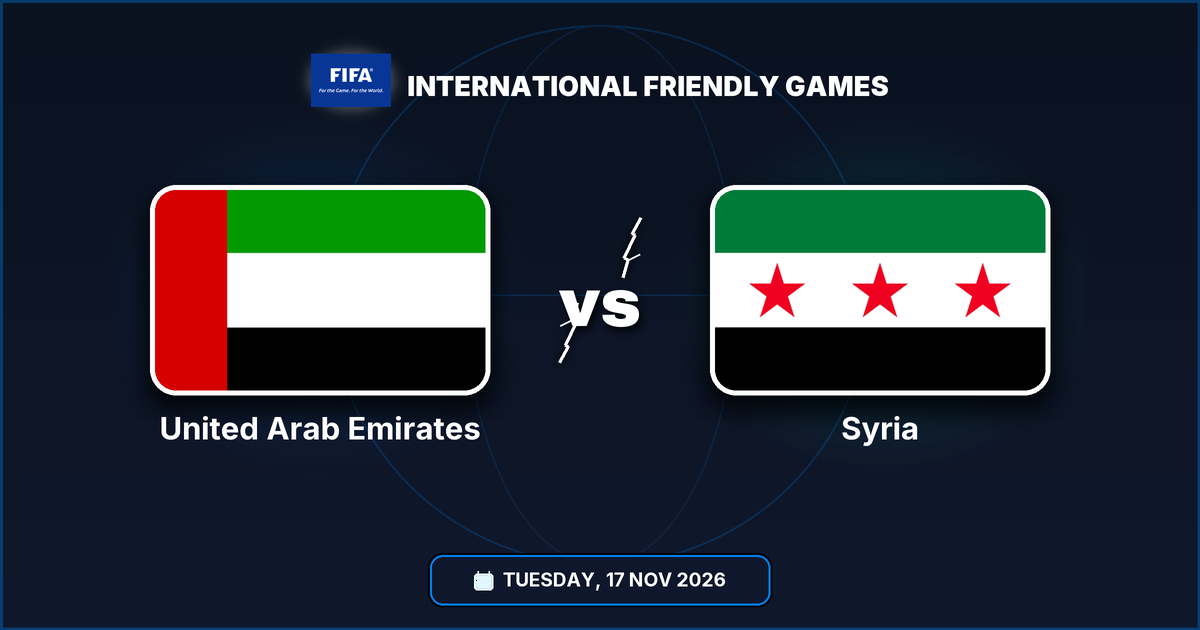 FIFA®
For the Game. For the World.
INTERNATIONAL FRIENDLY GAMES
VS
United Arab Emirates
Syria
TUESDAY, 17 NOV 2026